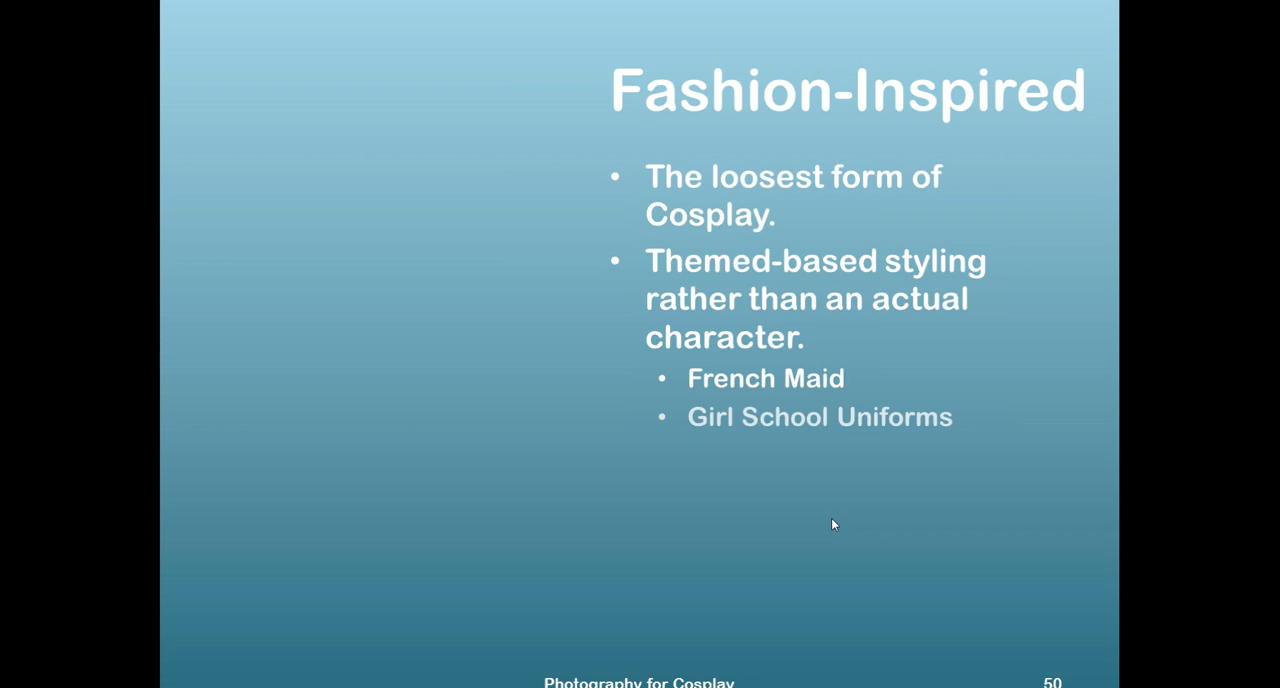 Fashion-Inspired
• The loosest form of
Cosplay.
• Themed-based styling
rather than an actual
character.
• French Maid
• Girl School Uniforms
Photography for Cosplay
50